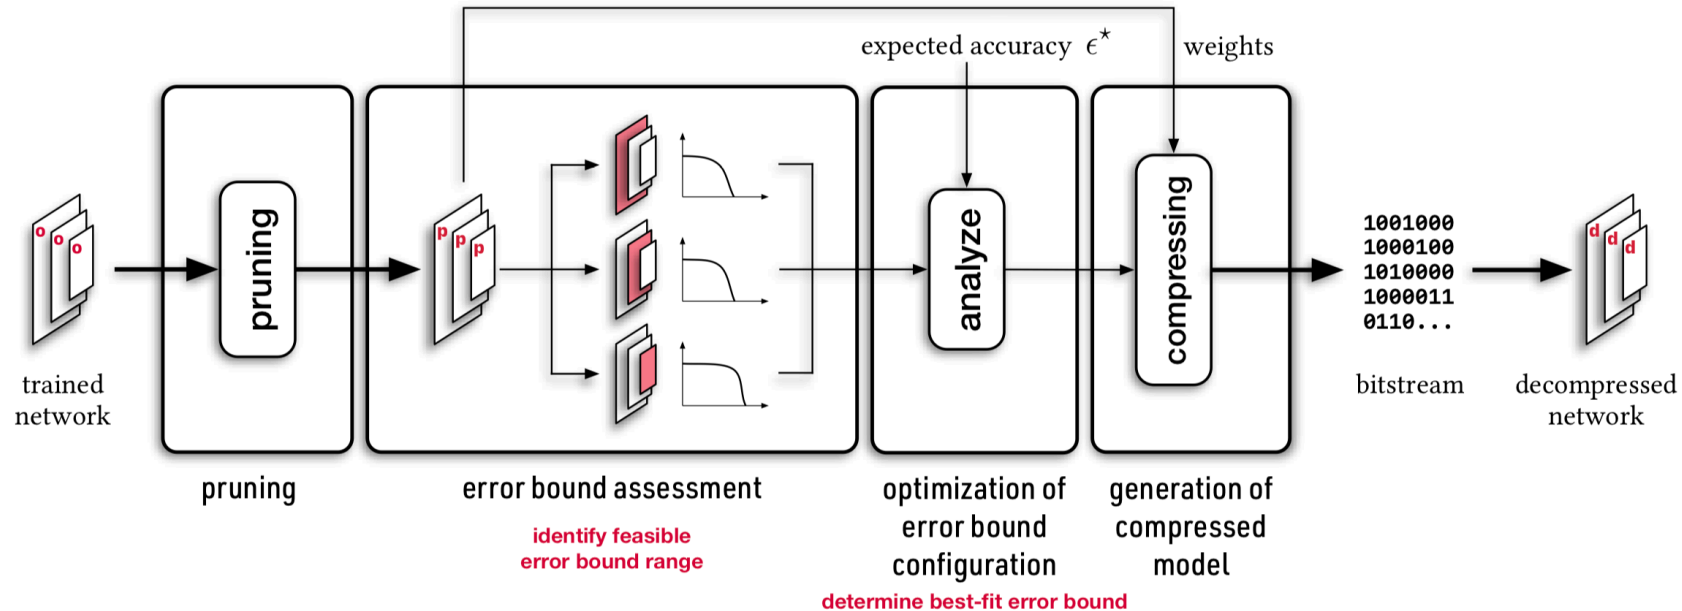 expected accuracy ϵ*
weights
o
o
o
pruning
p
p
p
analyze
compressing
1001000
1000100
1010000
1000011
0110...
d
d
d
trained
network
bitstream
decompressed
network
pruning
error bound assessment
identify feasible
error bound range
optimization of
error bound
configuration
determine best-fit error bound
generation of
compressed
model